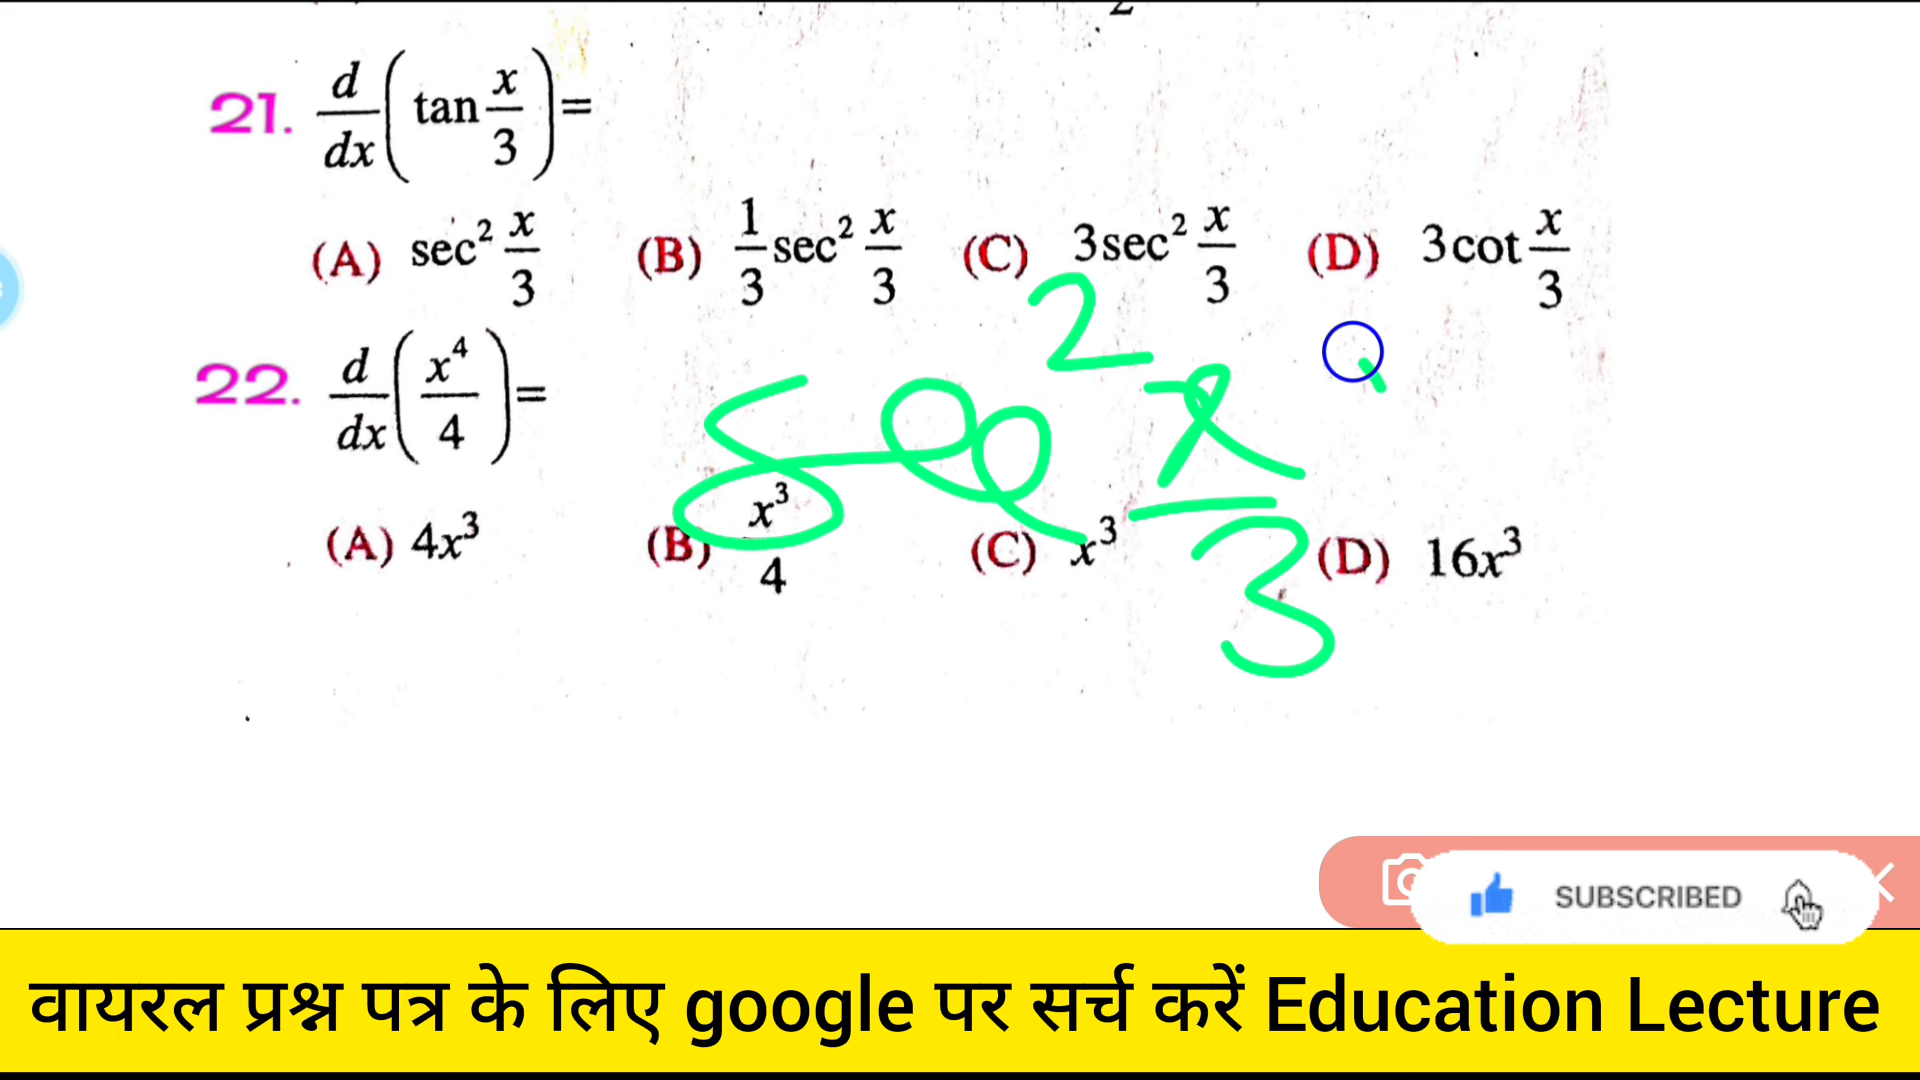 21. d/dx ( tan x/3 ) =
(A) sec² x/3 (B) 1/3 sec² x/3 (C) 3sec² x/3 (D) 3cot x/3
22. d/dx ( x⁴/4 ) =
sec² x/3
(A) 4x³ (B) x³/4 (C) x³ (D) 16x³
SUBSCRIBED
वायरल प्रश्न पत्र के लिए google पर सर्च करें Education Lecture